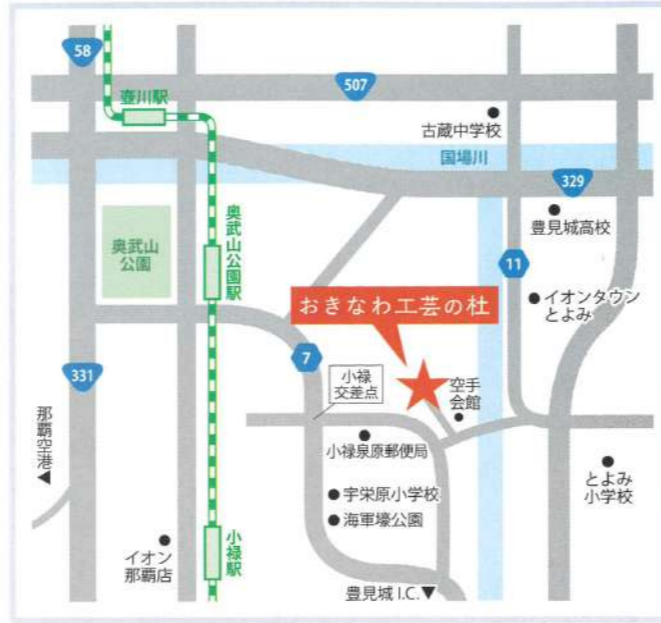 58
507
壺川駅
古蔵中学校
国場川
329
豊見城高校
奥武山
公園
奥武山公園駅
11
イオンタウン
とよみ
おきなわ工芸の杜
7
小禄
交差点
空手
会館
331
那覇空港
小禄泉原郵便局
とよみ
小学校
宇栄原小学校
海軍壕公園
イオン
那覇店
小禄駅
豊見城 I.C.▼